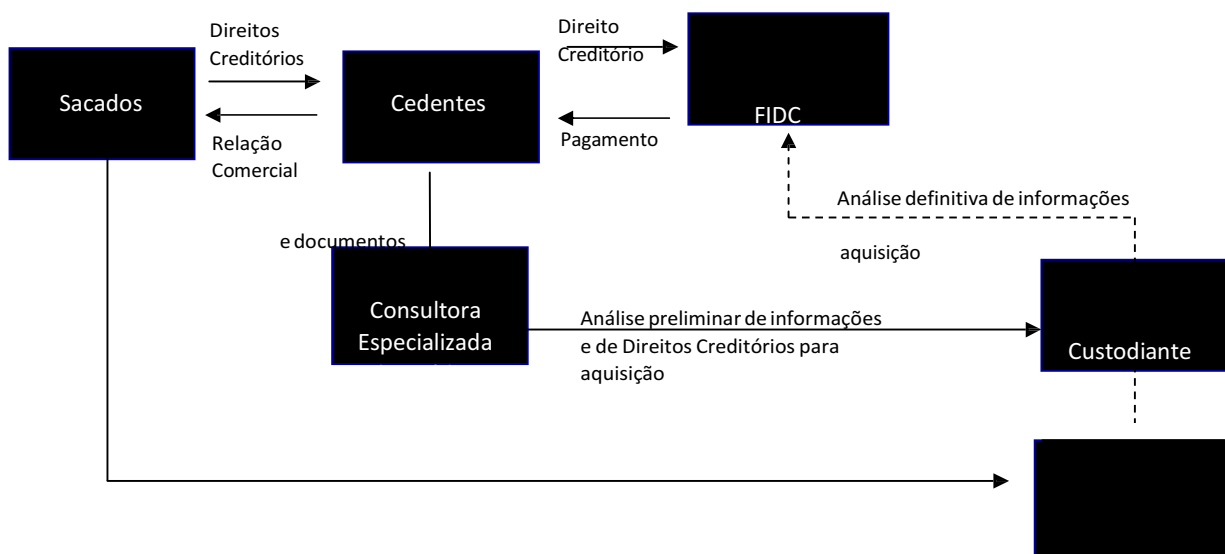 Direitos
Creditórios
Direito
Creditório
Sacados
Cedentes
FIDC
Relação
Comercial
Pagamento
Análise definitiva de informações
e documentos
aquisição
Consultora
Especializada
Análise preliminar de informações
e de Direitos Creditórios para
aquisição
Custodiante